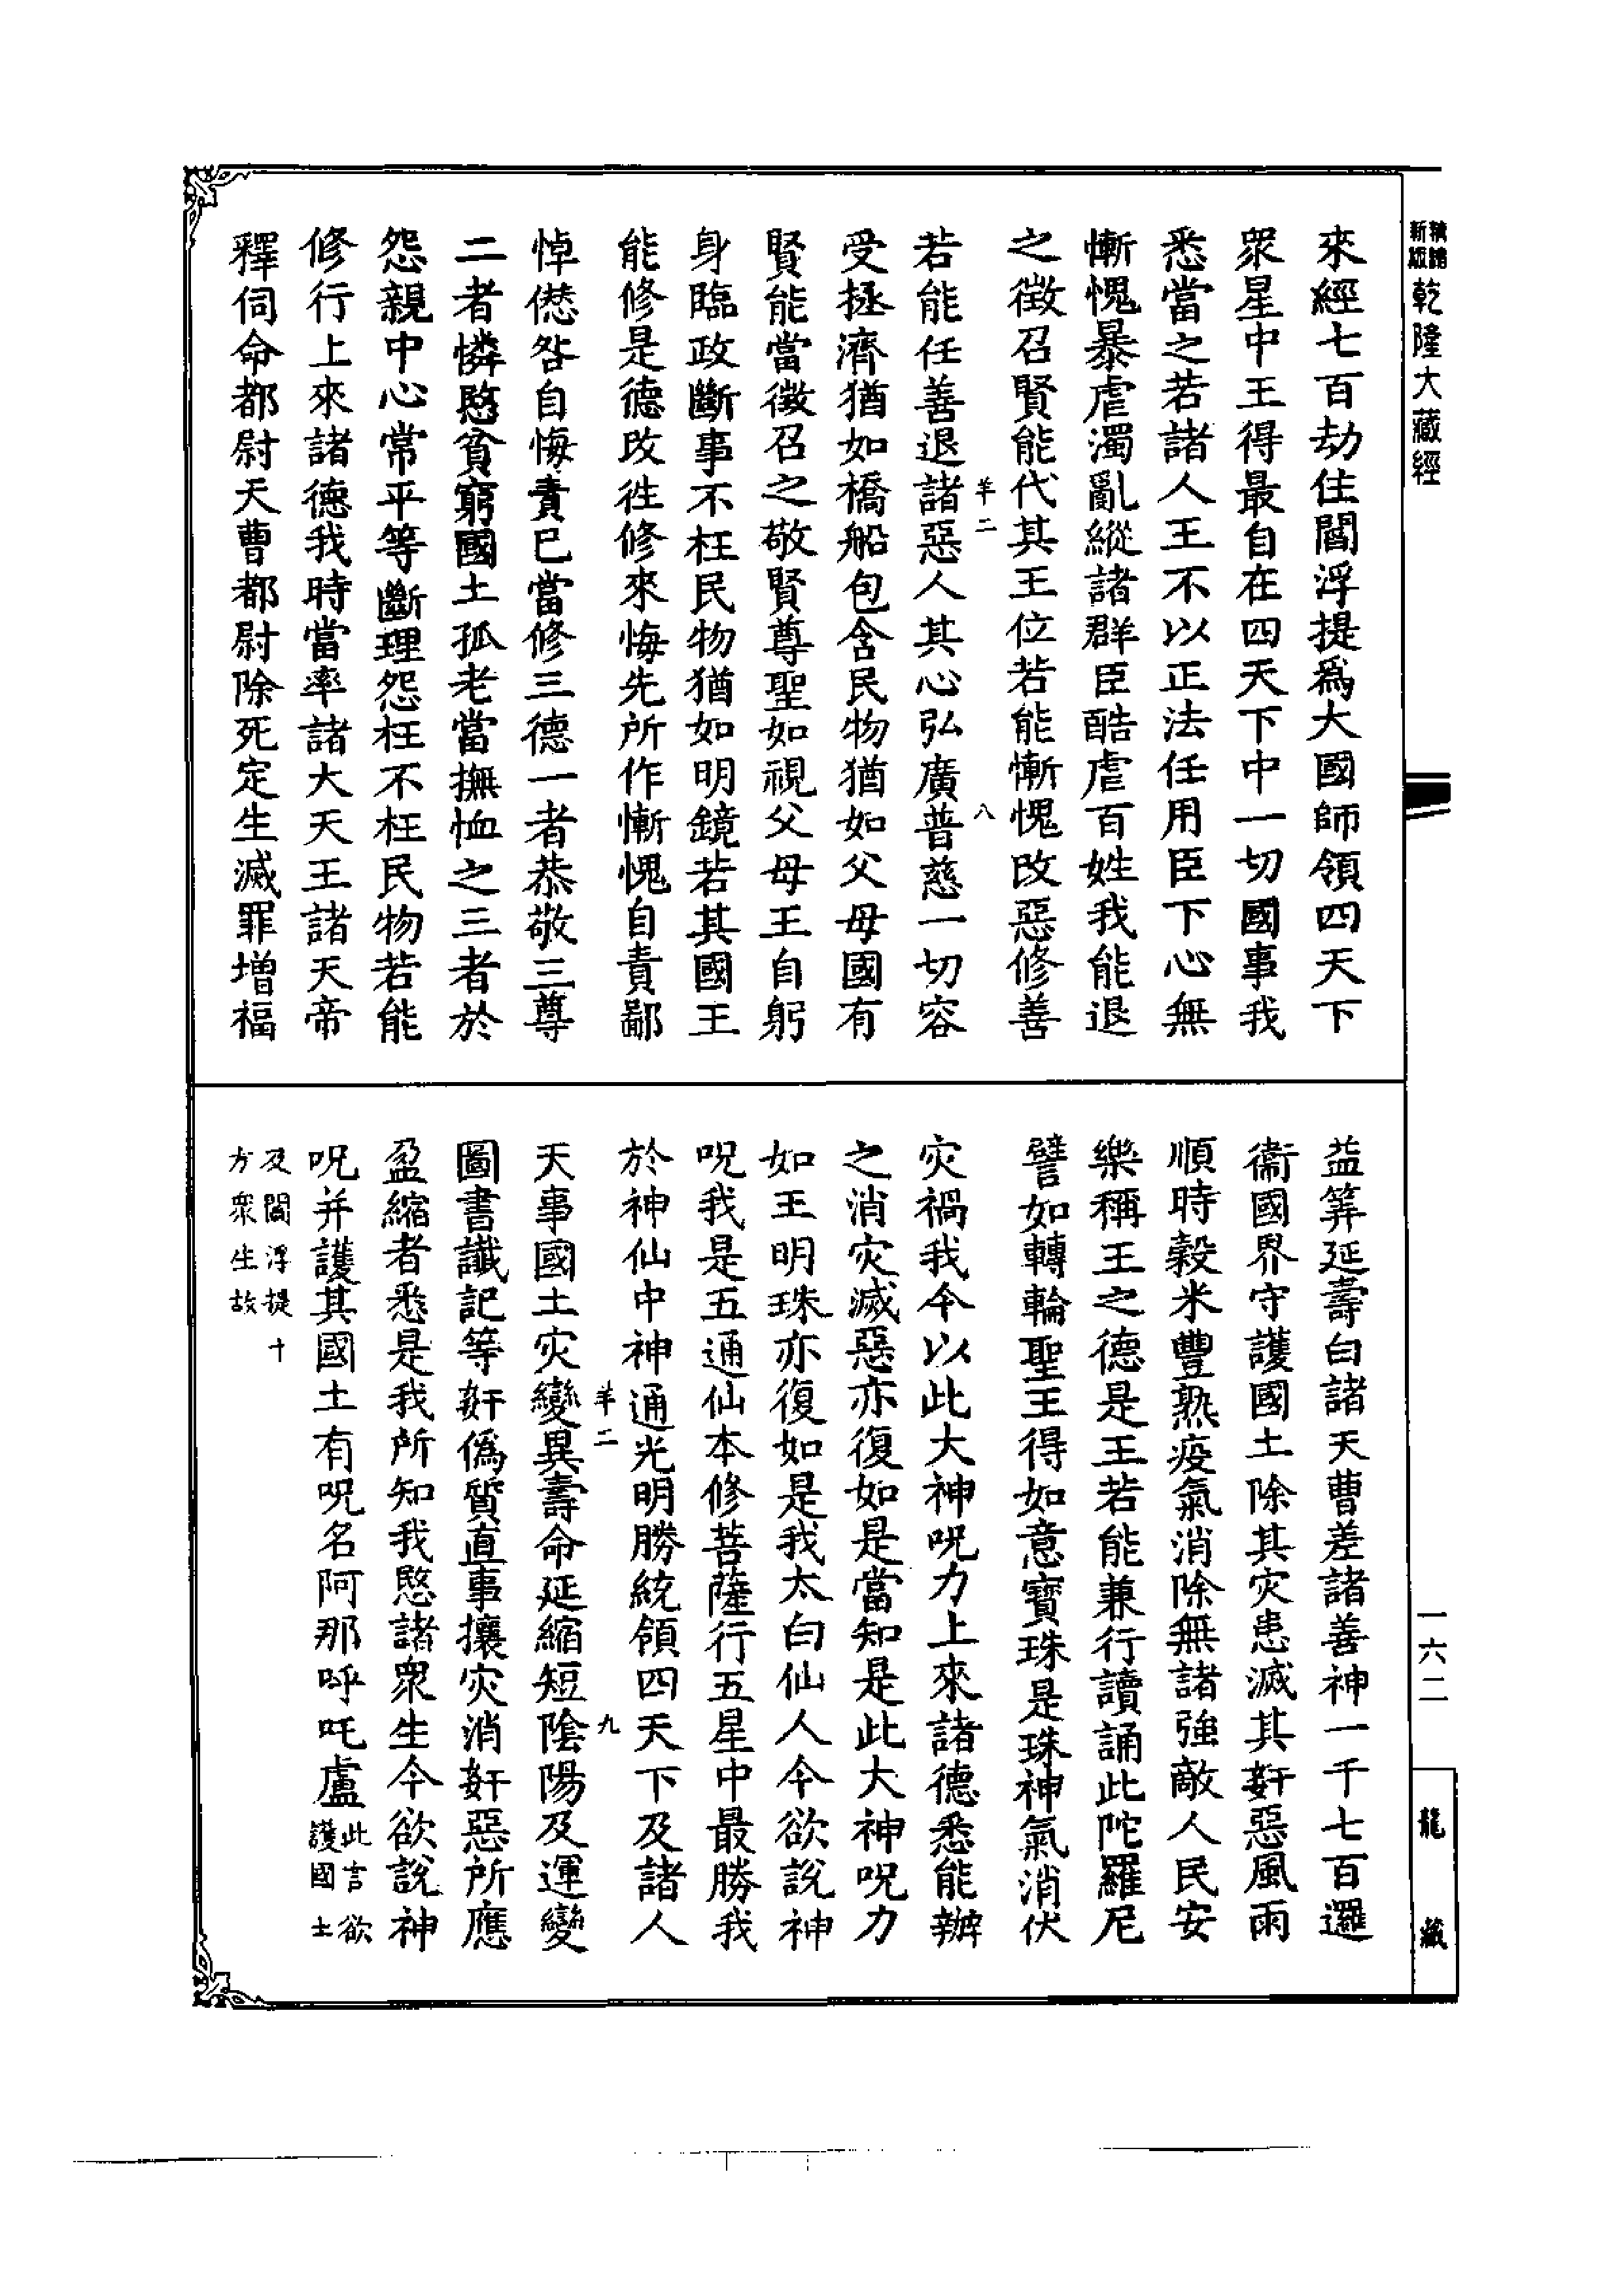 新版
乾隆大藏經
來經七百劫住閻浮提爲大國師領四天下
衆星中王得最自在四天下中一切國事我
悉當之若諸人王不以正法任用臣下心無
慚愧暴虐濁亂縱諸群臣酷虐百姓我能退
之徵召賢能代其王位若能慚愧改惡修善
羊二
八
若能任善退諸惡人其心弘廣普慈一切容
受拯濟猶如橋船包含民物猶如父母國有
賢能當徵召之敬賢尊聖如視父母王自躬
身臨政斷事不枉民物猶如明鏡若其國王
能修是德改徃修來悔先所作慚愧自責鄙
悼僁咎自悔責已當修三德一者恭敬三尊
二者憐愍貧窮國土孤老當撫恤之三者於
怨親中心常平等斷理怨枉不枉民物若能
修行上來諸德我時當率諸大天王諸天帝
釋伺命都尉天曹都尉除死定生滅罪增福
益筭延壽白諸天曹差諸善神一千七百邏
衞國界守護國土除其灾患滅其奸惡風雨
順時穀米豐熟疫氣消除無諸強敵人民安
樂稱王之德是王若能兼行讀誦此陀羅尼
譬如轉輪聖王得如意寳珠是珠神氣消伏
灾禍我今以此大神呪力上來諸德悉能辦
之消灾滅惡亦復如是當知是此大神呪力
如王明珠亦復如是我太白仙人今欲說神
呪我是五通仙本修菩薩行五星中最勝我
於神仙中神通光明勝統領四天下及諸人
羊二
九
天事國土灾變異壽命延縮短陰陽及運變
圖書讖記等奸僞質直事攘灾消奸惡所應
盈縮者悉是我所知我愍諸衆生今欲說神
呪并護其國土有呪名阿那呼吒盧此言欲
護國土
及閻浮提十
方衆生故
一六二
龍藏